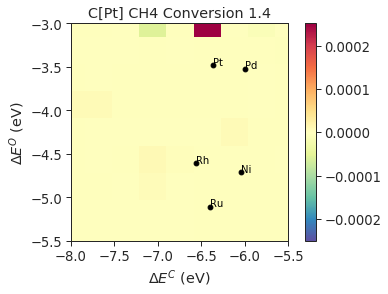 C[Pt] CH4 Conversion 1.4
−3.0
−3.5
−4.0
−4.5
−5.0
−5.5
ΔE^O (eV)
Pt
Pd
Rh
Ni
Ru
−8.0 −7.5 −7.0 −6.5 −6.0 −5.5
ΔE^C (eV)
0.0002
0.0001
0.0000
−0.0001
−0.0002